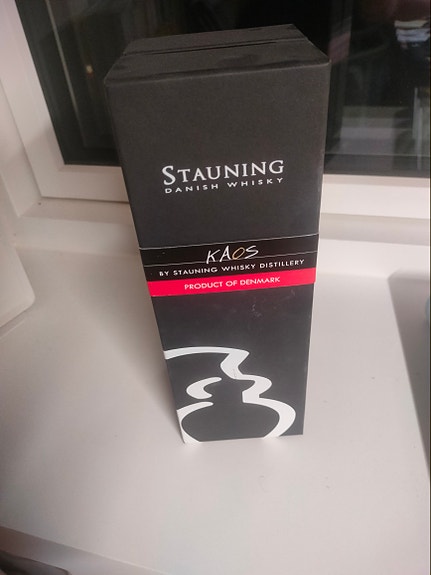 STAUNING
DANISH WHISKY
KAOS
BY STAUNING WHISKY DISTILLERY
PRODUCT OF DENMARK